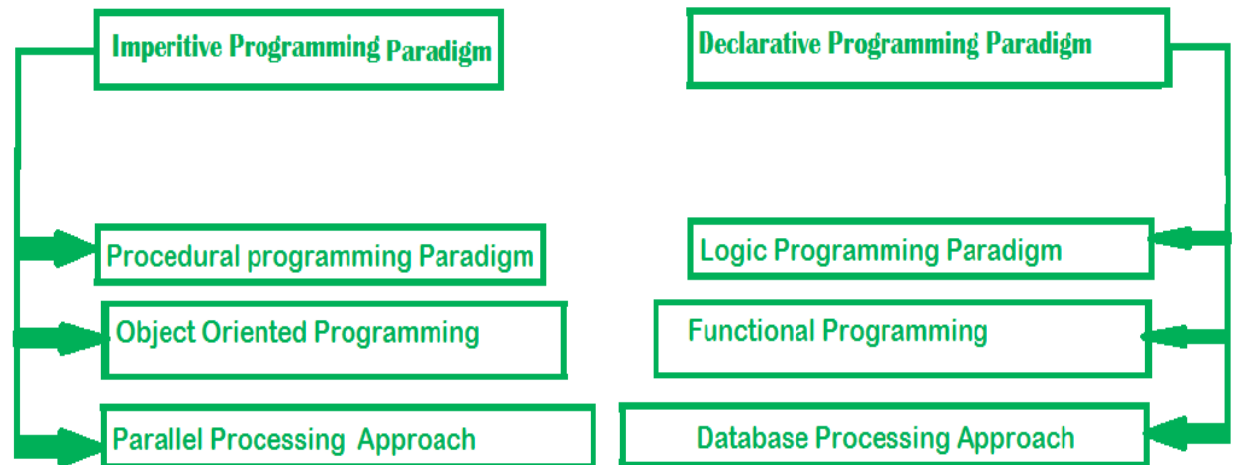 Imperitive Programming Paradigm
Declarative Programming Paradigm
Procedural programming Paradigm
Logic Programming Paradigm
Object Oriented Programming
Functional Programming
Parallel Processing Approach
Database Processing Approach